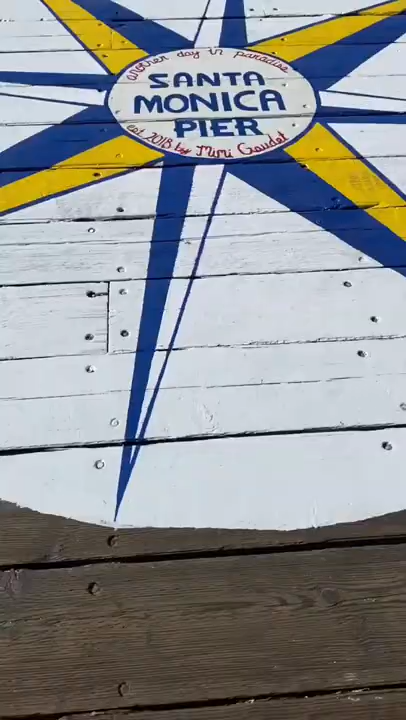 another day in paradise
SANTA
MONICA
PIER
est. 2018 by Mimi Goudet